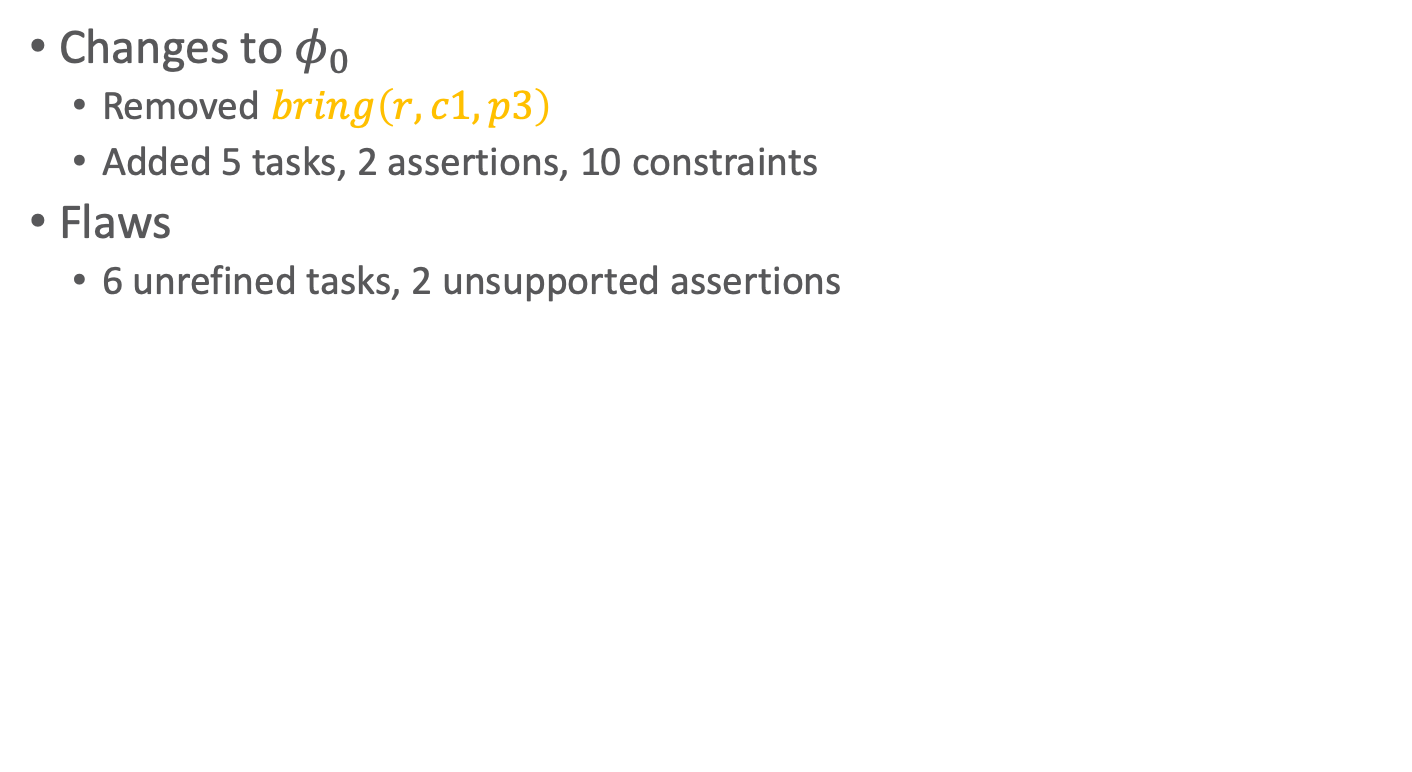 • Changes to ϕ₀
• Removed bring(r, c1, p3)
• Added 5 tasks, 2 assertions, 10 constraints
• Flaws
• 6 unrefined tasks, 2 unsupported assertions